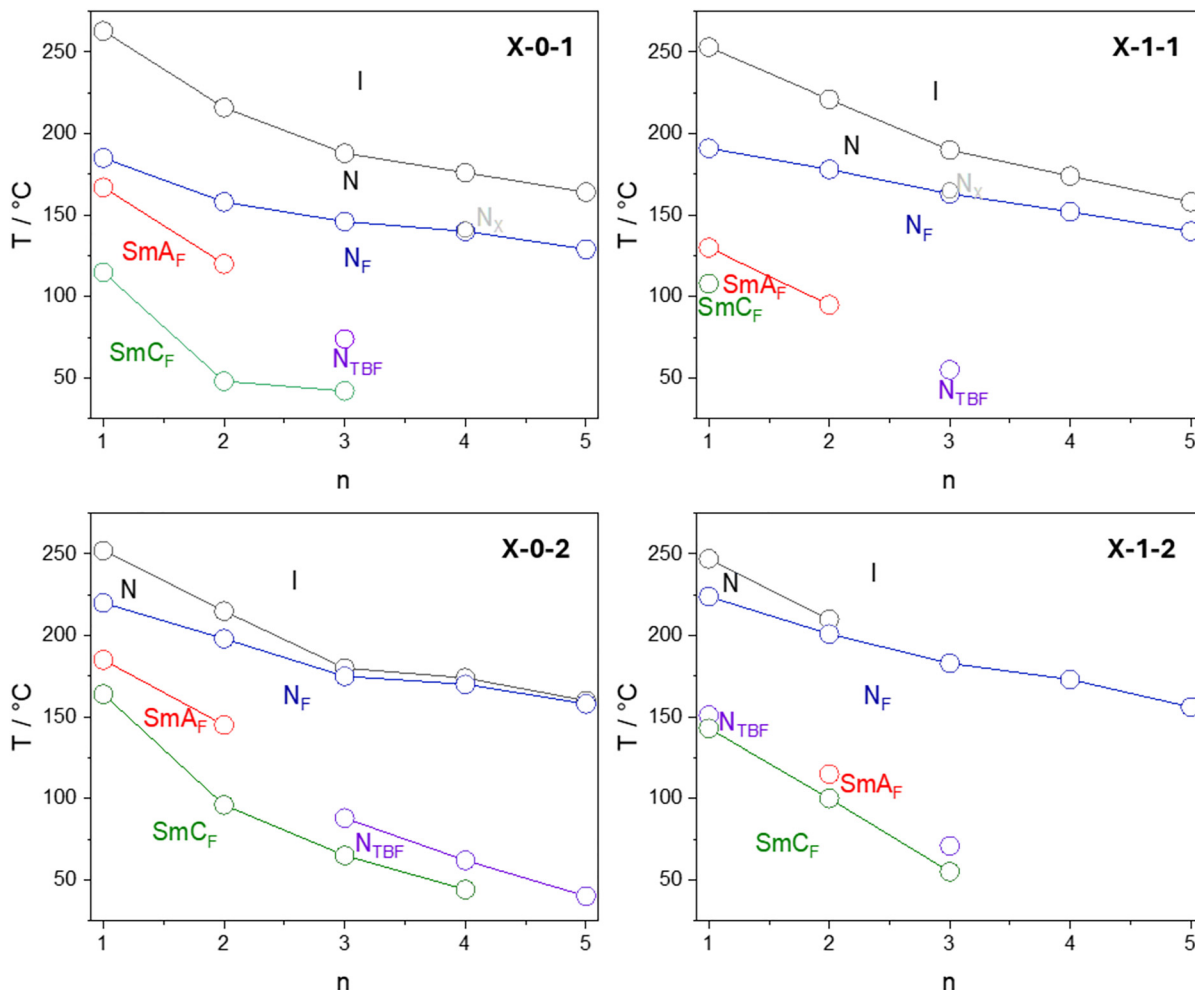 X-0-1
I
N
N_X
N_F
SmA_F
SmC_F
N_TBF
250
200
150
100
50
T / °C
1 2 3 4 5
n
X-1-1
I
N
N_X
N_F
SmA_F
SmC_F
N_TBF
250
200
150
100
50
T / °C
1 2 3 4 5
n
X-0-2
I
N
N_F
SmA_F
SmC_F
N_TBF
250
200
150
100
50
T / °C
1 2 3 4 5
n
X-1-2
I
N
N_F
N_TBF
SmA_F
SmC_F
250
200
150
100
50
T / °C
1 2 3 4 5
n